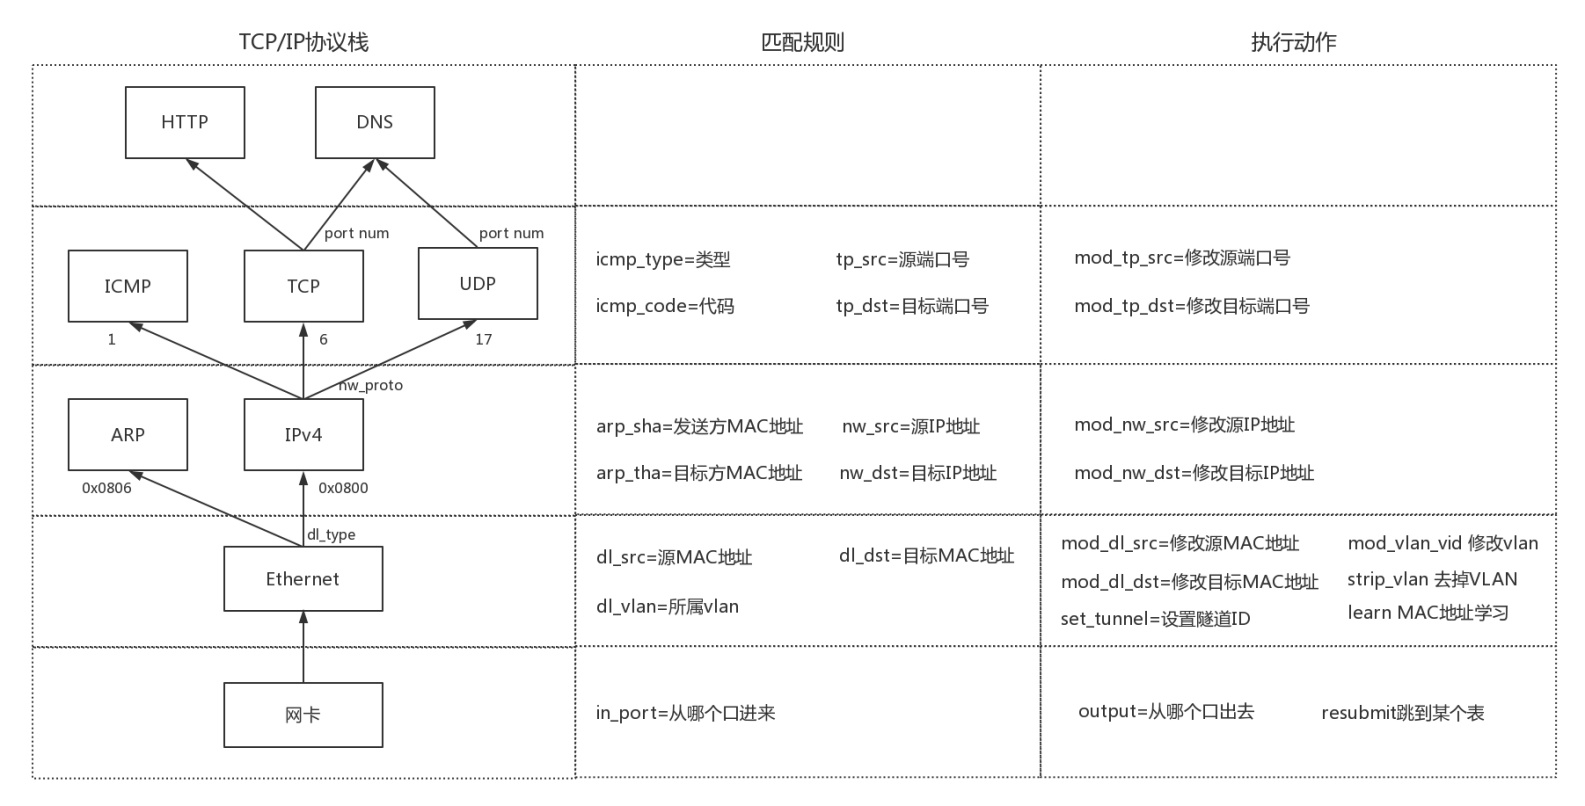 TCP/IP协议栈
匹配规则
执行动作
HTTP
DNS
port num
port num
ICMP
TCP
UDP
1
6
17
icmp_type=类型
tp_src=源端口号
icmp_code=代码
tp_dst=目标端口号
mod_tp_src=修改源端口号
mod_tp_dst=修改目标端口号
nw_proto
ARP
IPv4
0x0806
0x0800
arp_sha=发送方MAC地址
nw_src=源IP地址
arp_tha=目标方MAC地址
nw_dst=目标IP地址
mod_nw_src=修改源IP地址
mod_nw_dst=修改目标IP地址
dl_type
Ethernet
dl_src=源MAC地址
dl_dst=目标MAC地址
dl_vlan=所属vlan
mod_dl_src=修改源MAC地址
mod_vlan_vid 修改vlan
mod_dl_dst=修改目标MAC地址
strip_vlan 去掉VLAN
set_tunnel=设置隧道ID
learn MAC地址学习
网卡
in_port=从哪个口进来
output=从哪个口出去
resubmit跳到某个表